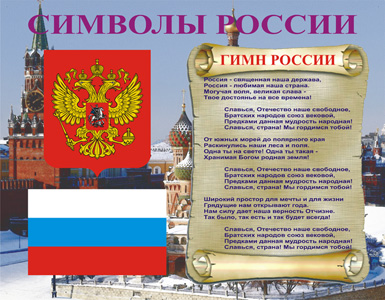 СИМВОЛЫ РОССИИ
ГИМН РОССИИ
Россия - священная наша держава,
Россия - любимая наша страна.
Могучая воля, великая слава -
Твое достоянье на все времена!
Славься, Отечество наше свободное,
Братских народов союз вековой,
Предками данная мудрость народная!
Славься, страна! Мы гордимся тобой!
От южных морей до полярного края
Раскинулись наши леса и поля.
Одна ты на свете! Одна ты такая -
Хранимая Богом родная земля!
Славься, Отечество наше свободное,
Братских народов союз вековой,
Предками данная мудрость народная!
Славься, страна! Мы гордимся тобой!
Широкий простор для мечты и для жизни
Грядущие нам открывают года.
Нам силу дает наша верность Отчизне.
Так было, так есть и так будет всегда!
Славься, Отечество наше свободное,
Братских народов союз вековой,
Предками данная мудрость народная!
Славься, страна! Мы гордимся тобой!